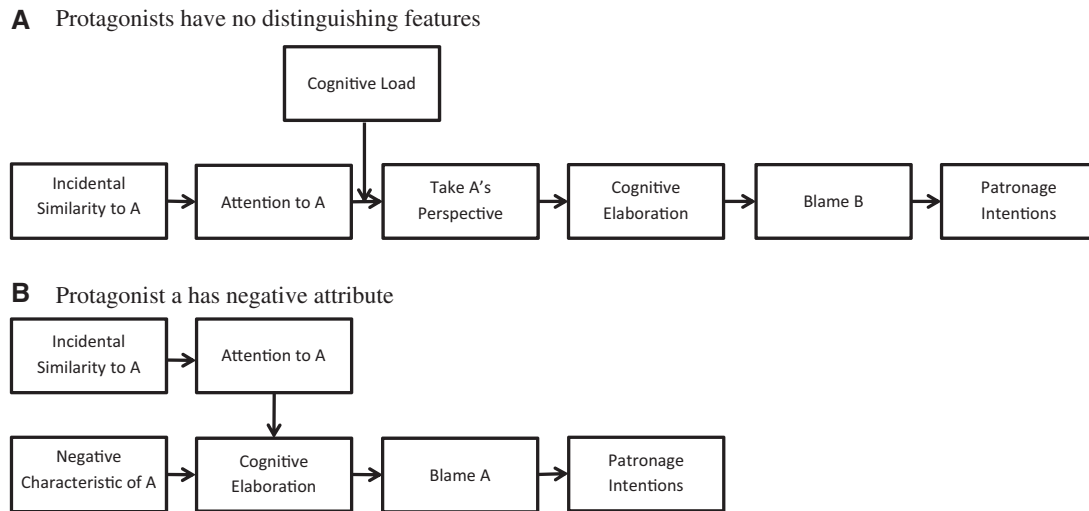 A Protagonists have no distinguishing features
Cognitive Load
Incidental
Similarity to A
Attention to A
Take A's
Perspective
Cognitive
Elaboration
Blame B
Patronage
Intentions
B Protagonist a has negative attribute
Incidental
Similarity to A
Attention to A
Negative
Characteristic of A
Cognitive
Elaboration
Blame A
Patronage
Intentions